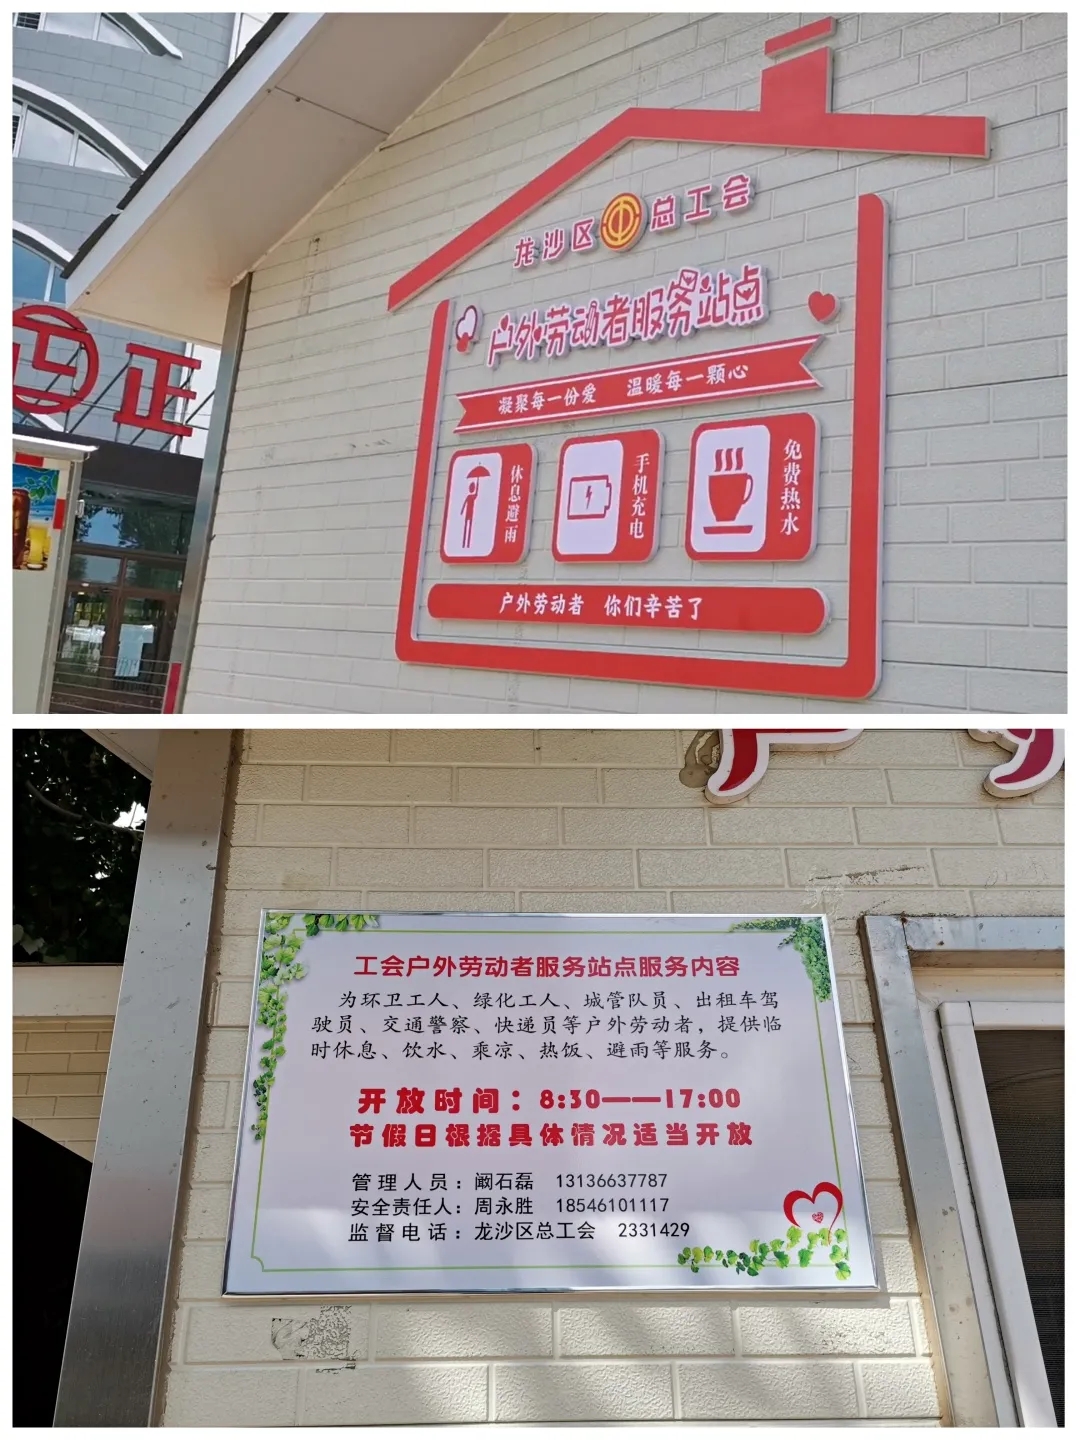 龙沙区总工会
户外劳动者服务站点
凝聚每一份爱 温暖每一颗心
休息避雨
手机充电
免费热水
户外劳动者 你们辛苦了
正
工会户外劳动者服务站点服务内容
为环卫工人、绿化工人、城管队员、出租车驾
驶员、交通警察、快递员等户外劳动者，提供临
时休息、饮水、乘凉、热饭、避雨等服务。
开放时间：8:30——17:00
节假日根据具体情况适当开放
管理人员：阚石磊 13136637787
安全责任人：周永胜 18546101117
监督电话：龙沙区总工会 2331429